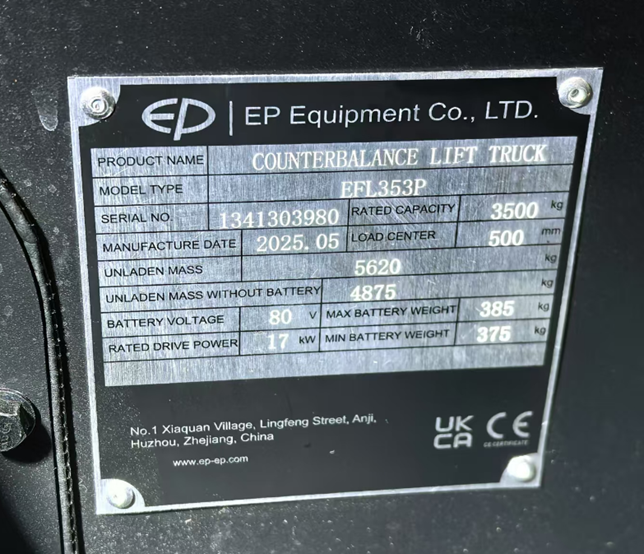 EP | EP Equipment Co., LTD.
PRODUCT NAME COUNTERBALANCE LIFT TRUCK
MODEL TYPE EFL353P
SERIAL NO. 1341303980 RATED CAPACITY 3500 kg
MANUFACTURE DATE 2025.05 LOAD CENTER 500 mm
UNLADEN MASS 5620 kg
UNLADEN MASS WITHOUT BATTERY 4875 kg
BATTERY VOLTAGE 80 V MAX BATTERY WEIGHT 385 kg
RATED DRIVE POWER 17 kW MIN BATTERY WEIGHT 375 kg
No.1 Xiaquan Village, Lingfeng Street, Anji,
Huzhou, Zhejiang, China
www.ep-ep.com
UK
CA CE
CE CERTIFICATE